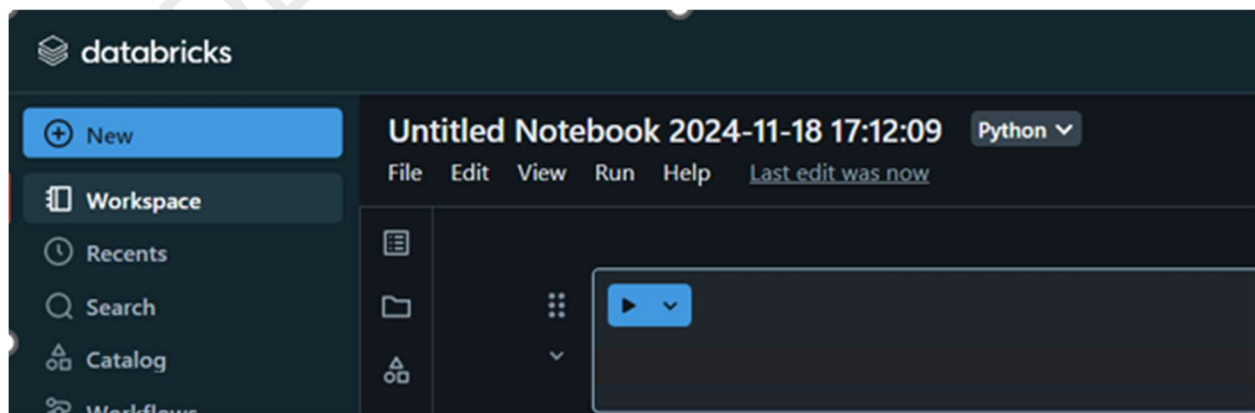 databricks
New
Untitled Notebook 2024-11-18 17:12:09 Python
File Edit View Run Help Last edit was now
Workspace
Recents
Search
Catalog
Workflows